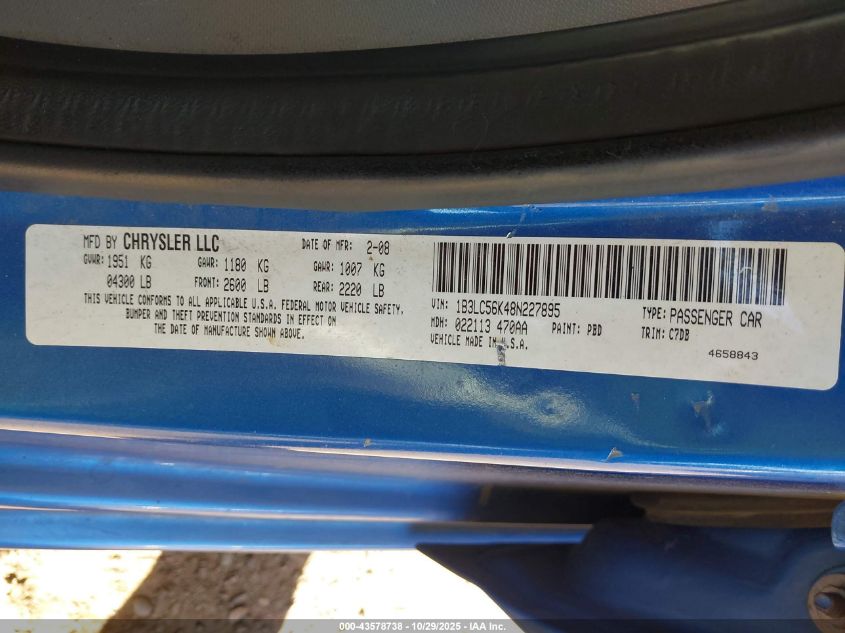 MFD BY CHRYSLER LLC DATE OF MFR: 2-08
GVWR: 1951 KG GAWR: 1180 KG GAWR: 1007 KG
04300 LB FRONT: 2600 LB REAR: 2220 LB
THIS VEHICLE CONFORMS TO ALL APPLICABLE U.S.A. FEDERAL MOTOR VEHICLE SAFETY,
BUMPER AND THEFT PREVENTION STANDARDS IN EFFECT ON
THE DATE OF MANUFACTURE SHOWN ABOVE.
VIN: 1B3LC56K48N227895 TYPE: PASSENGER CAR
MDH: 022113 470AA PAINT: PBD TRIM: C7DB
VEHICLE MADE IN U.S.A.
4658843
000-43578738 - 10/29/2025 - IAA Inc.